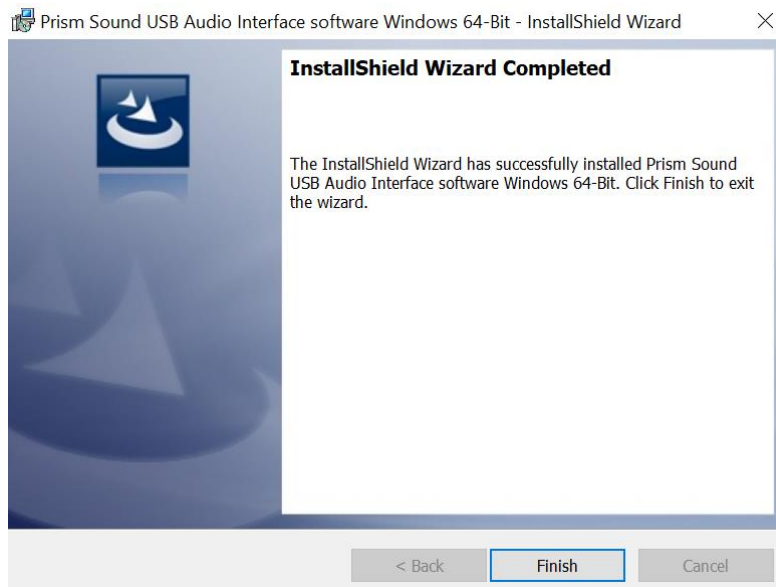 Prism Sound USB Audio Interface software Windows 64-Bit - InstallShield Wizard
InstallShield Wizard Completed
The InstallShield Wizard has successfully installed Prism Sound
USB Audio Interface software Windows 64-Bit. Click Finish to exit
the wizard.
< Back Finish Cancel